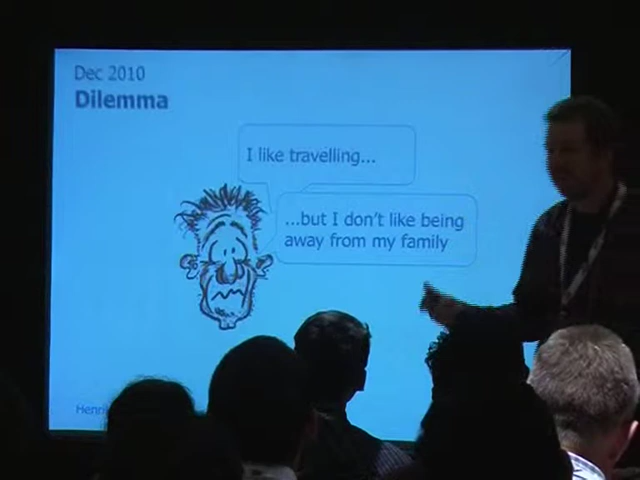 Dec 2010
Dilemma
I like travelling...
...but I don't like being
away from my family